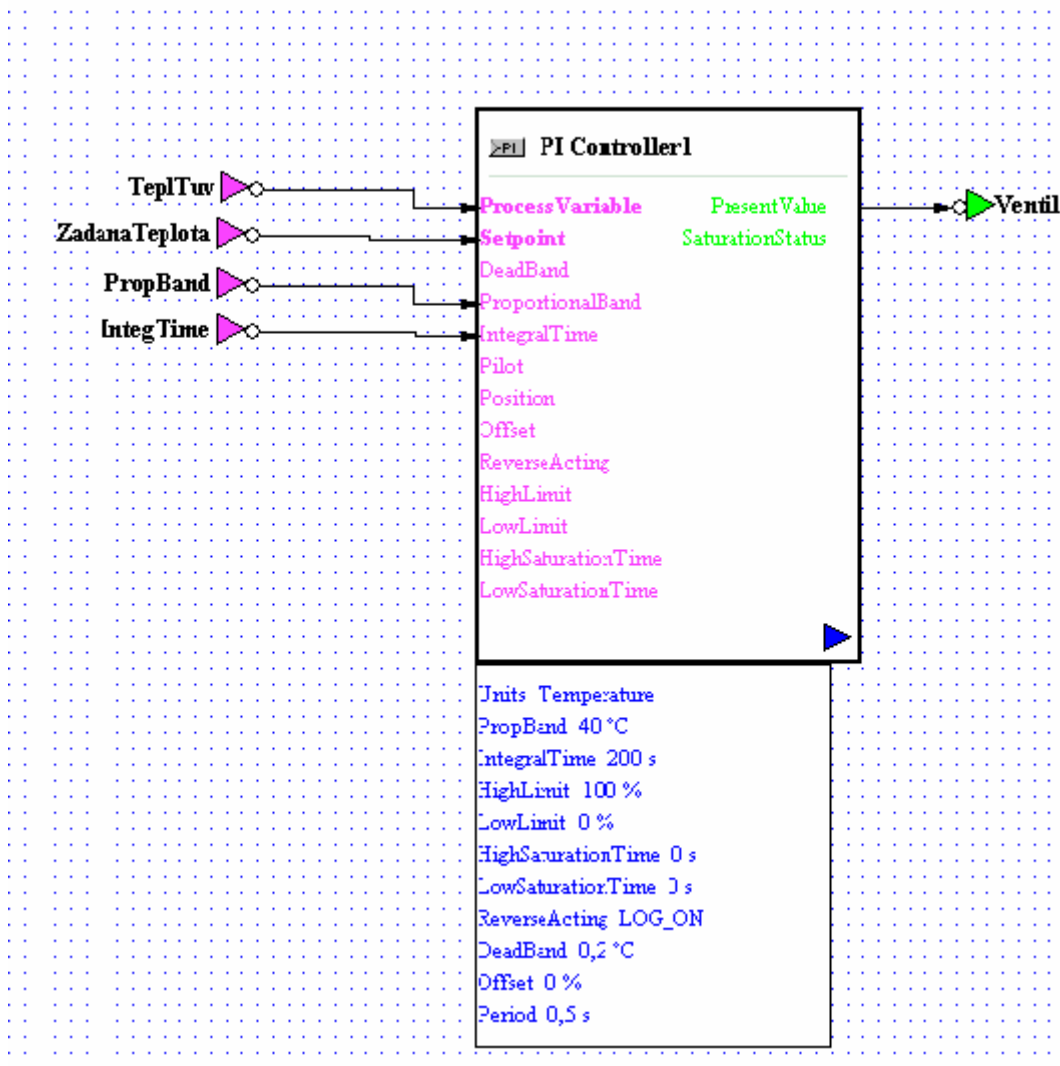 >PI PI Controller1
TeplTuv
ZadanaTeplota
PropBand
IntegTime
ProcessVariable PresentValue
Setpoint SaturationStatus
DeadBand
ProportionalBand
IntegralTime
Pilot
Position
Offset
ReverseActing
HighLimit
LowLimit
HighSaturationTime
LowSaturationTime
Ventil
Units Temperature
PropBand 40 °C
IntegralTime 200 s
HighLimit 100 %
LowLimit 0 %
HighSaturationTime 0 s
LowSaturationTime 0 s
ReverseActing LOG_ON
DeadBand 0,2 °C
Offset 0 %
Period 0,5 s